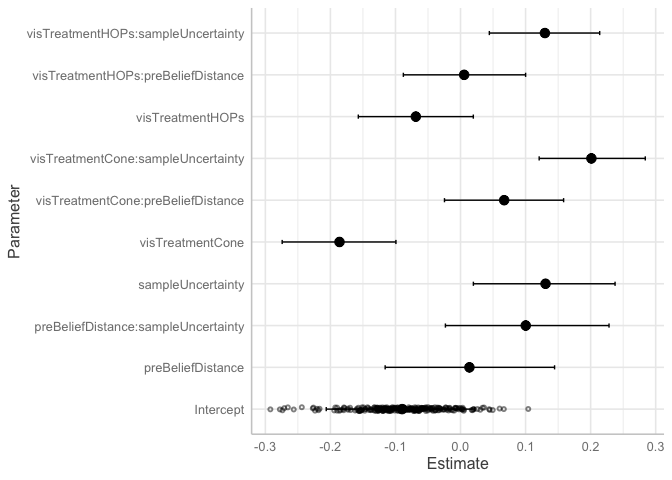 visTreatmentHOPs:sampleUncertainty
visTreatmentHOPs:preBeliefDistance
visTreatmentHOPs
visTreatmentCone:sampleUncertainty
visTreatmentCone:preBeliefDistance
visTreatmentCone
sampleUncertainty
preBeliefDistance:sampleUncertainty
preBeliefDistance
Intercept
Parameter
-0.3 -0.2 -0.1 0.0 0.1 0.2 0.3
Estimate